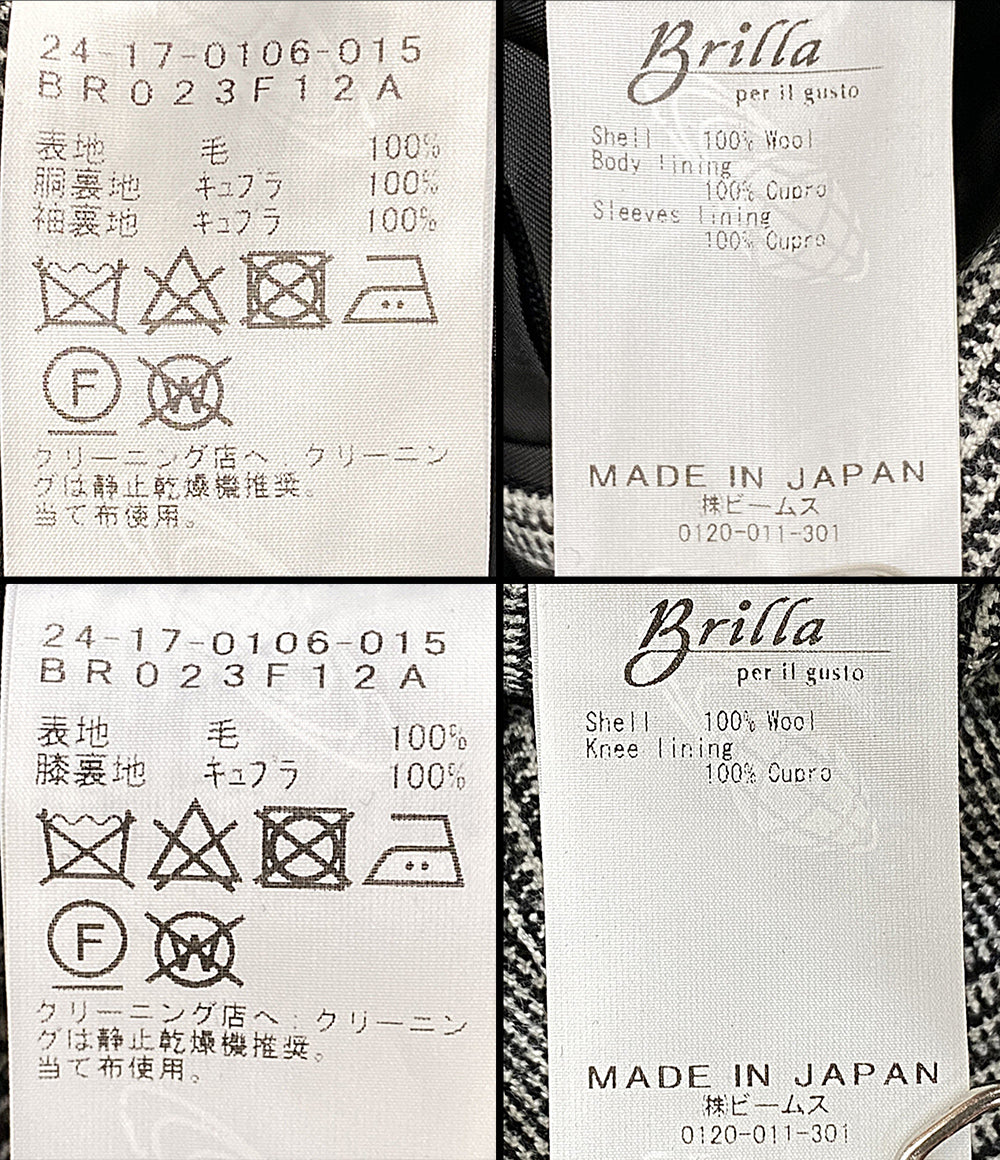 24-17-0106-015
BR023F12A
表地 毛 100%
胴裏地 キュプラ 100%
袖裏地 キュプラ 100%
F
W
クリーニング店へ クリーニン
グは静止乾燥機推奨。
当て布使用。
Brilla
per il gusto
Shell 100% Wool
Body lining
100% Cupro
Sleeves lining
100% Cupro
MADE IN JAPAN
㈱ビームス
0120-011-301
24-17-0106-015
BR023F12A
表地 毛 100%
膝裏地 キュプラ 100%
F
W
クリーニング店へ クリーニン
グは静止乾燥機推奨。
当て布使用。
Brilla
per il gusto
Shell 100% Wool
Knee lining
100% Cupro
MADE IN JAPAN
㈱ビームス
0120-011-301